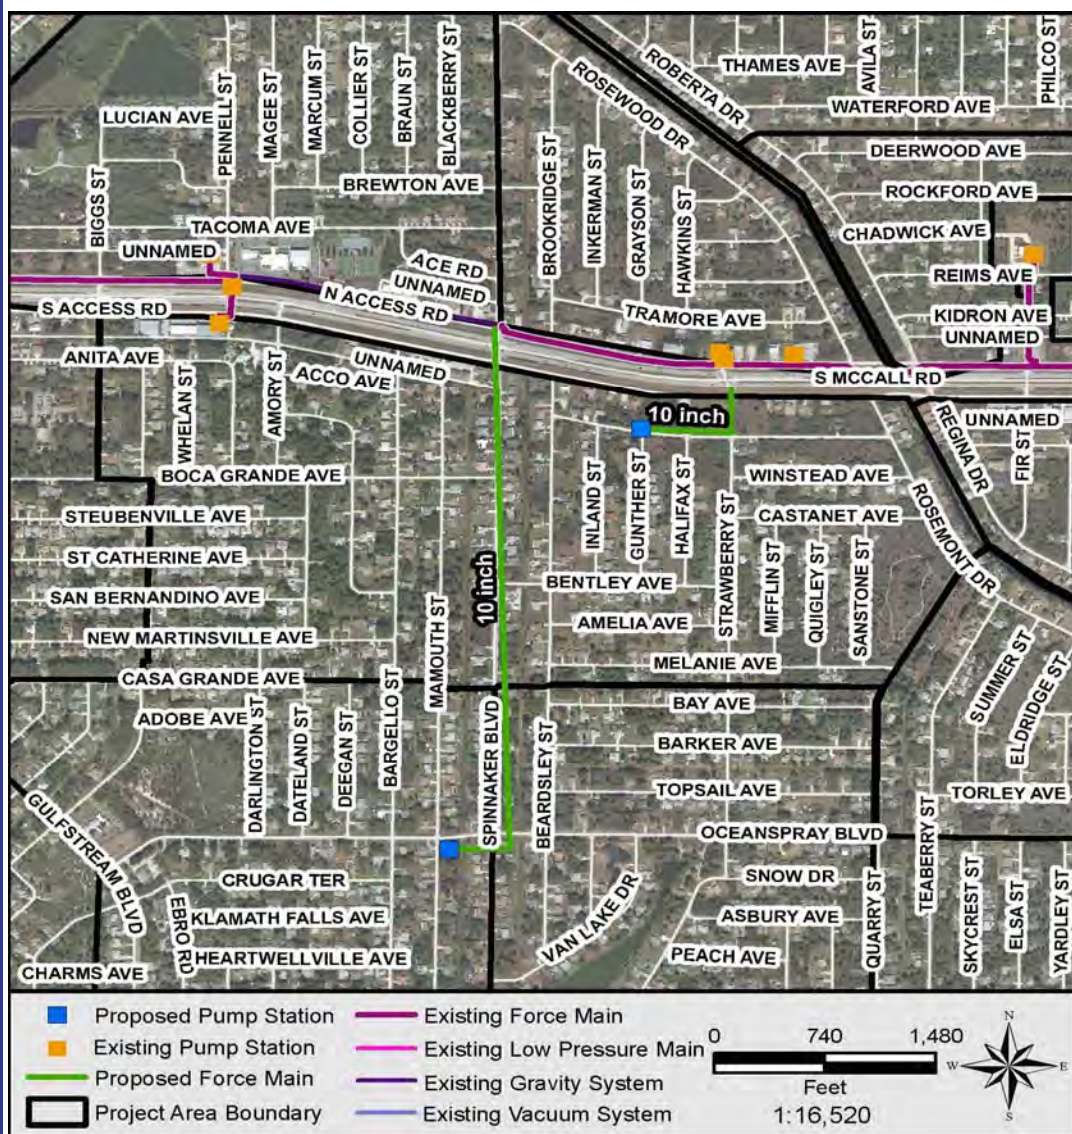 THAMES AVE
AVILA ST
PHILCO ST
ROBERTA DR
ROSEWOOD DR
WATERFORD AVE
LUCIAN AVE
PENNELL ST
MAGEE ST
MARCUM ST
COLLIER ST
BRAUN ST
BLACKBERRY ST
DEERWOOD AVE
BREWTON AVE
ROCKFORD AVE
BIGGS ST
BROOKRIDGE ST
INKERMAN ST
GRAYSON ST
HAWKINS ST
TACOMA AVE
CHADWICK AVE
UNNAMED
ACE RD
UNNAMED
REIMS AVE
N ACCESS RD
S ACCESS RD
TRAMORE AVE
KIDRON AVE
UNNAMED
ANITA AVE
UNNAMED
ACCO AVE
S MCCALL RD
WHELAN ST
AMORY ST
10 inch
REGINA DR
UNNAMED
FIR ST
BOCA GRANDE AVE
INLAND ST
GUNTHER ST
HALIFAX ST
WINSTEAD AVE
STEUBENVILLE AVE
CASTANET AVE
ROSEMONT DR
ST CATHERINE AVE
10 inch
BENTLEY AVE
STRAWBERRY ST
MIFFLIN ST
QUIGLEY ST
SANSTONE ST
SAN BERNANDINO AVE
AMELIA AVE
NEW MARTINSVILLE AVE
MAMOUTH ST
MELANIE AVE
SUMMER ST
CASA GRANDE AVE
ELDRIDGE ST
ADOBE AVE
DARLINGTON ST
DATELAND ST
DEEGAN ST
BARGELLO ST
SPINNAKER BLVD
BEARDSLEY ST
BAY AVE
BARKER AVE
TOPSAIL AVE
TORLEY AVE
GULFSTREAM BLVD
OCEANSPRAY BLVD
TEABERRY ST
CRUGAR TER
SNOW DR
EBRO RD
KLAMATH FALLS AVE
VAN LAKE DR
ASBURY AVE
QUARRY ST
SKYCREST ST
ELSA ST
YARDLEY ST
CHARMS AVE
HEARTWELLVILLE AVE
PEACH AVE
Proposed Pump Station
Existing Pump Station
Proposed Force Main
Project Area Boundary
Existing Force Main
Existing Low Pressure Main
Existing Gravity System
Existing Vacuum System
0 740 1,480
Feet
1:16,520
N
W
E
S